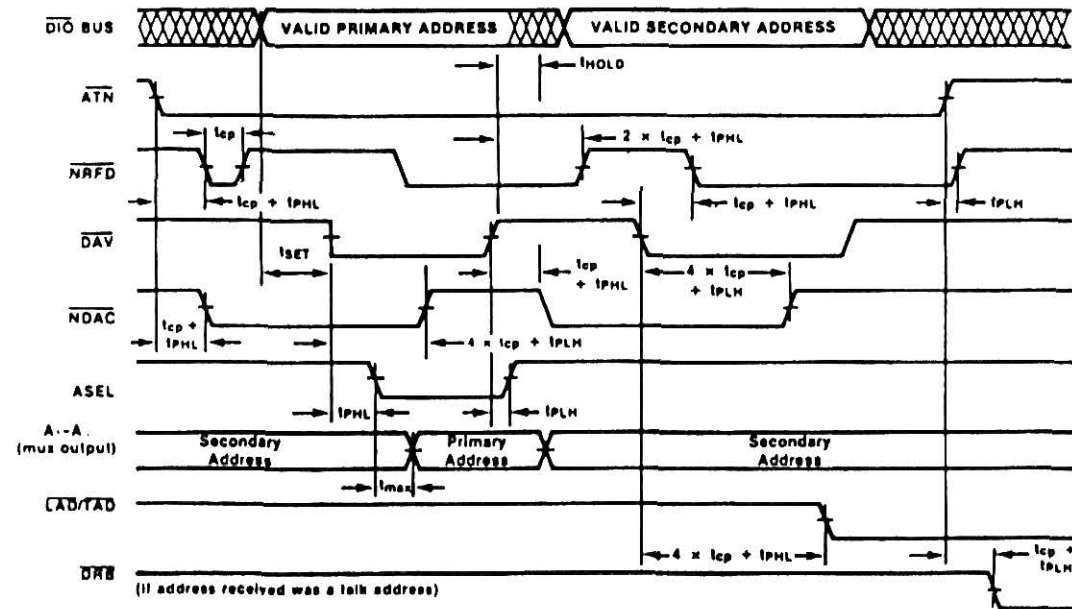 DIO BUS
VALID PRIMARY ADDRESS
VALID SECONDARY ADDRESS
tHOLD
ATN
tcp
2 × tcp + tPHL
NRFD
tcp + tPHL
tcp + tPHL
tPLH
DAV
tSET
tcp
+ tPHL
4 × tcp
+ tPLH
NDAC
tcp +
tPHL
4 × tcp + tPLH
ASEL
tPHL
tPLH
(mux output)
Secondary
Address
Primary
Address
Secondary
Address
tmax
LAD/TAD
4 × tcp + tPHL
tcp +
tPLH
DRB
(if address received was a talk address)